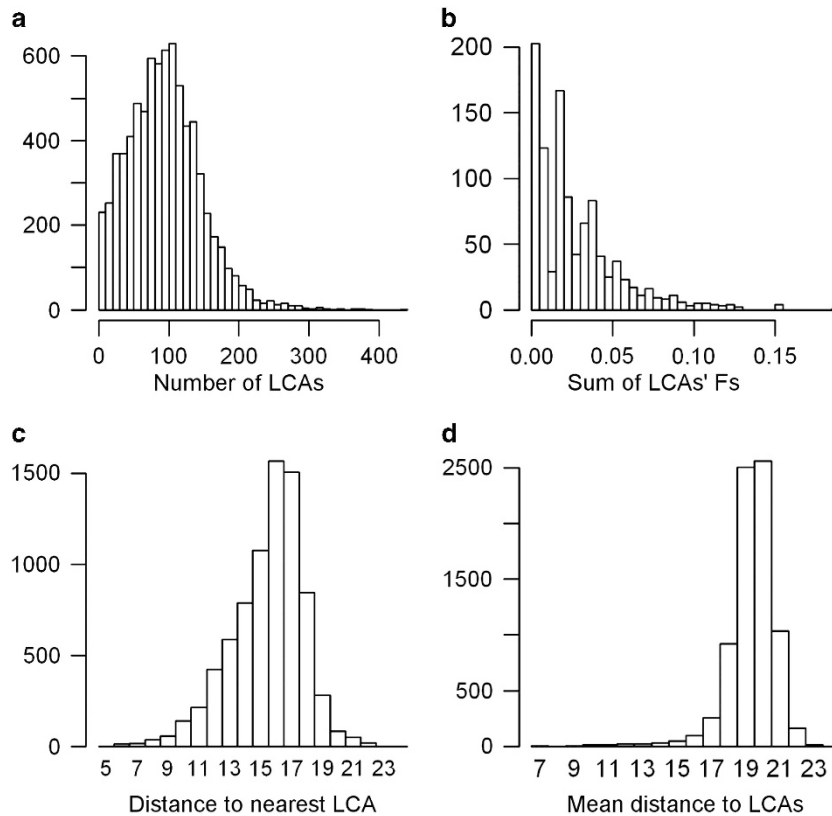 a
600
400
200
0
0 100 200 300 400
Number of LCAs
b
200
150
100
50
0
0.00 0.05 0.10 0.15
Sum of LCAs' Fs
c
1500
1000
500
0
5 7 9 11 13 15 17 19 21 23
Distance to nearest LCA
d
2500
1500
500
0
7 9 11 13 15 17 19 21 23
Mean distance to LCAs